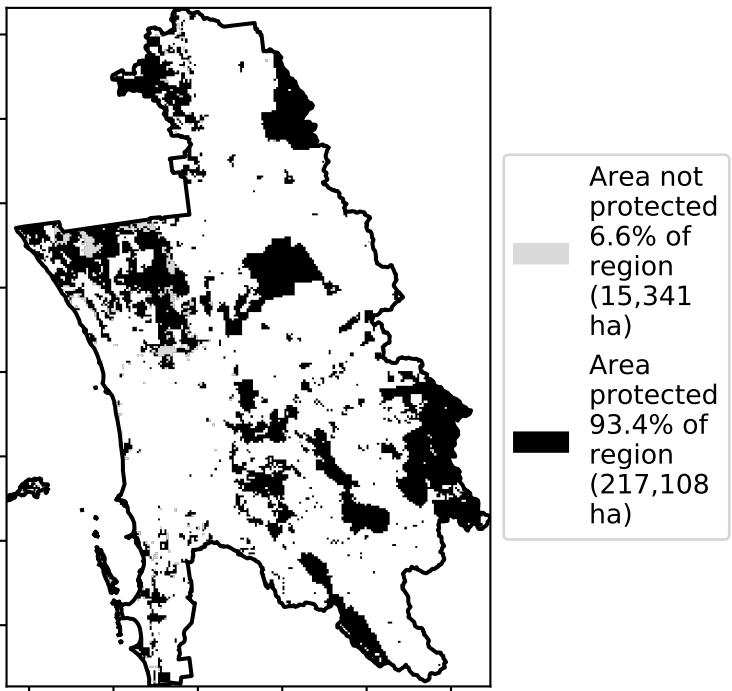 Area not
protected
6.6% of
region
(15,341
ha)
Area
protected
93.4% of
region
(217,108
ha)